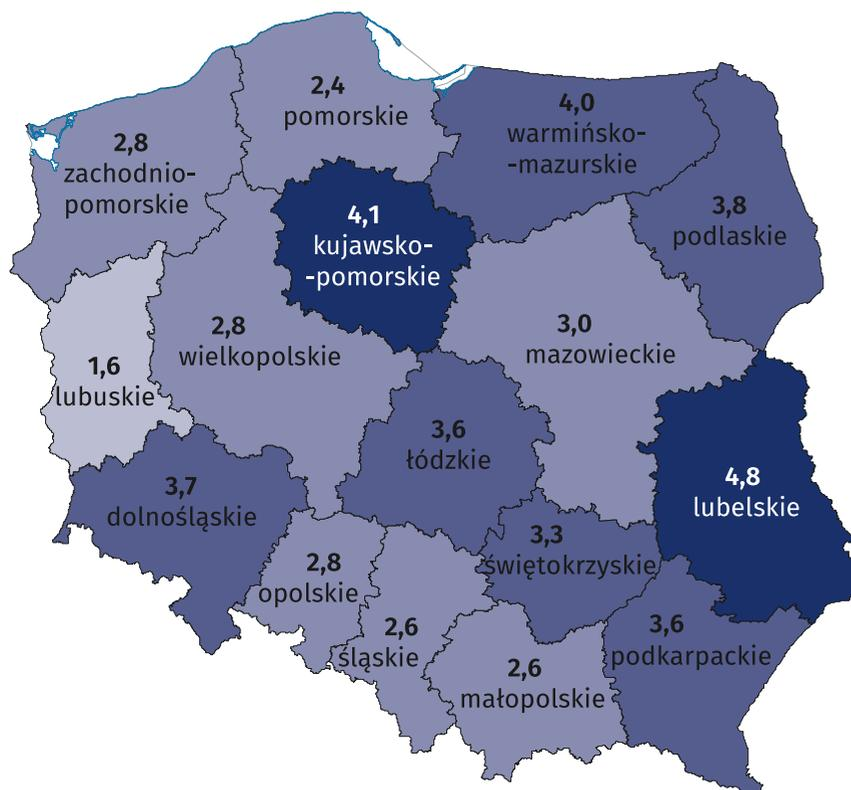 2,4
pomorskie
4,0
warmińsko-
-mazurskie
2,8
zachodnio-
pomorskie
3,8
podlaskie
4,1
kujawsko-
-pomorskie
2,8
wielkopolskie
3,0
mazowieckie
1,6
lubuskie
3,6
łódzkie
4,8
lubelskie
3,7
dolnośląskie
3,3
świętokrzyskie
2,8
opolskie
2,6
śląskie
3,6
podkarpackie
2,6
małopolskie